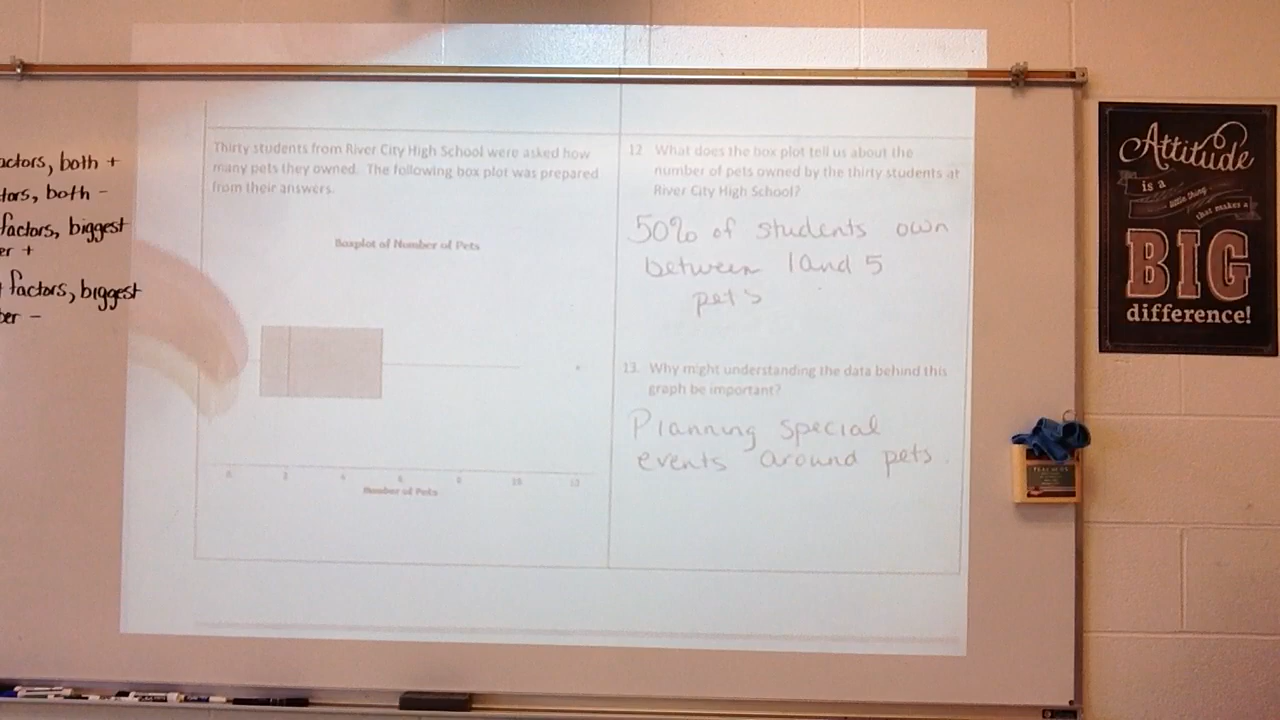 actors, both +
tors, both -
factors, biggest
er +
factors, biggest
ber -
Thirty students from River City High School were asked how
many pets they owned. The following box plot was prepared
from their answers.
Boxplot of Number of Pets
0 2 4 6 8 10 12
Number of Pets
12. What does the box plot tell us about the
number of pets owned by the thirty students at
River City High School?
50% of students own
between 1 and 5
pets
13. Why might understanding the data behind this
graph be important?
Planning special
events around pets.
Attitude
is a
little thing
that makes a
BIG
difference!